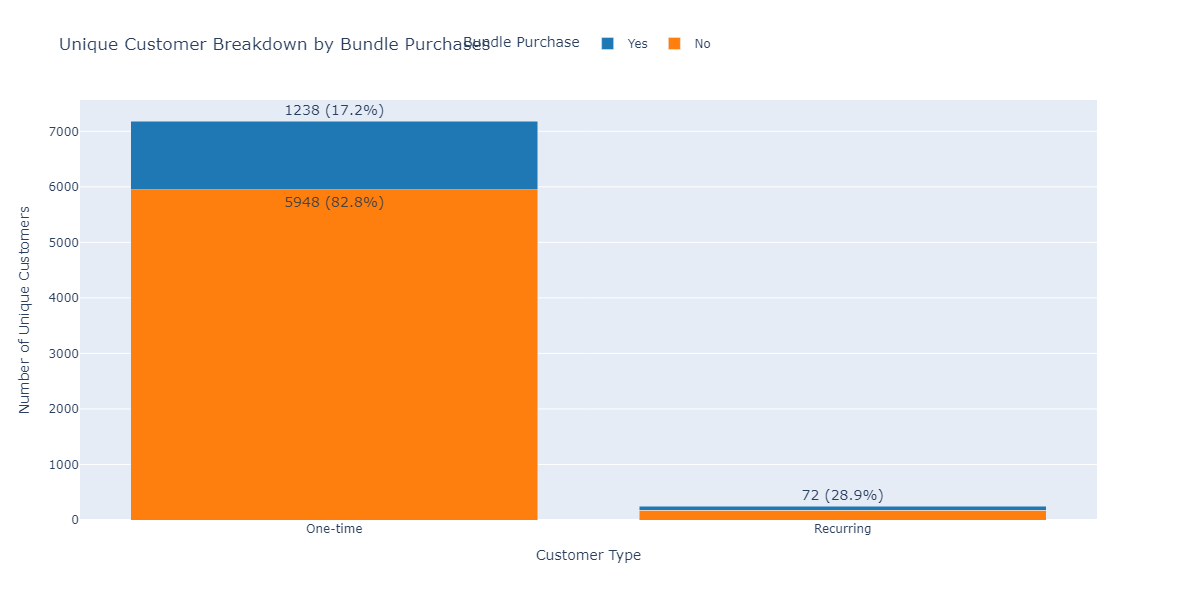 Unique Customer Breakdown by Bundle Purchases
Bundle Purchase
Yes
No
1238 (17.2%)
5948 (82.8%)
72 (28.9%)
7000
6000
5000
4000
3000
2000
1000
0
Number of Unique Customers
One-time
Recurring
Customer Type